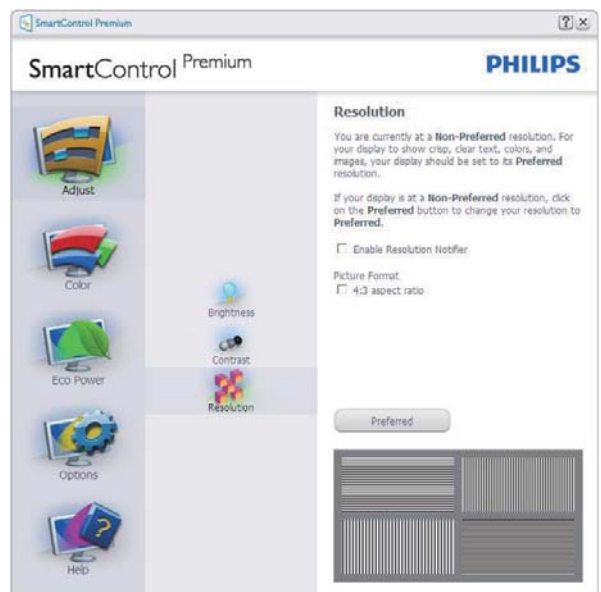 SmartControl Premium
SmartControl Premium
PHILIPS
Adjust
Color
Eco Power
Options
Help
Brightness
Contrast
Resolution
Resolution
You are currently at a Non-Preferred resolution. For
your display to show crisp, clear text, colors, and
images, your display should be set to its Preferred
resolution.
If your display is at a Non-Preferred resolution, click
on the Preferred button to change your resolution to
Preferred.
Enable Resolution Notifier
Picture Format
4:3 aspect ratio
Preferred